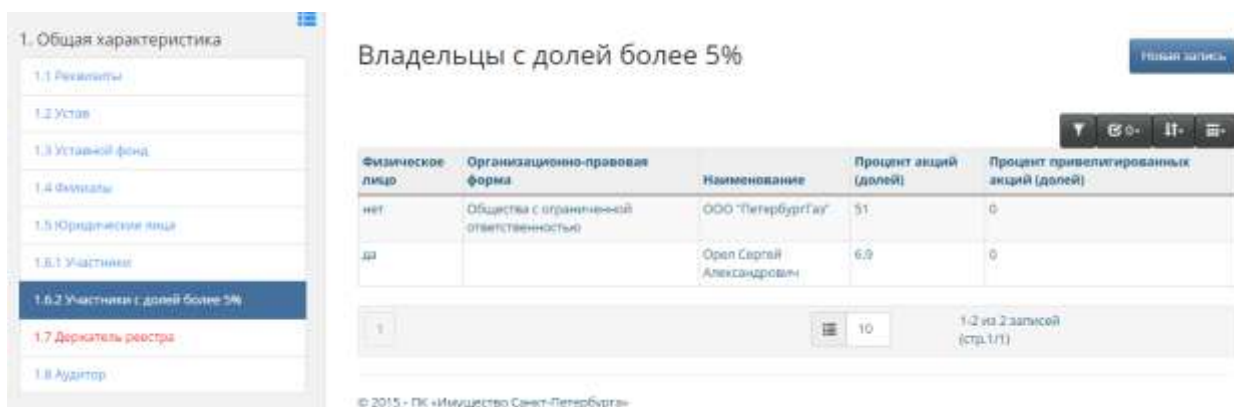 1. Общая характеристика
1.1 Реквизиты
1.2 Устав
1.3 Уставной фонд
1.4 Филиалы
1.5 Юридические лица
1.6.1 Участники
1.6.2 Участники с долей более 5%
1.7 Держатель реестра
1.8 Аудитор
Владельцы с долей более 5%
Новая запись
0
Физическое лицо
Организационно-правовая форма
Наименование
Процент акций (долей)
Процент привелигированных акций (долей)
нет
Общества с ограниченной ответственностью
ООО "ПетербургГаз"
51
0
да
Орел Сергей Александрович
6.9
0
1
10
1-2 из 2 записей
(стр.1/1)
© 2015 - ПК «Имущество Санкт-Петербурга»